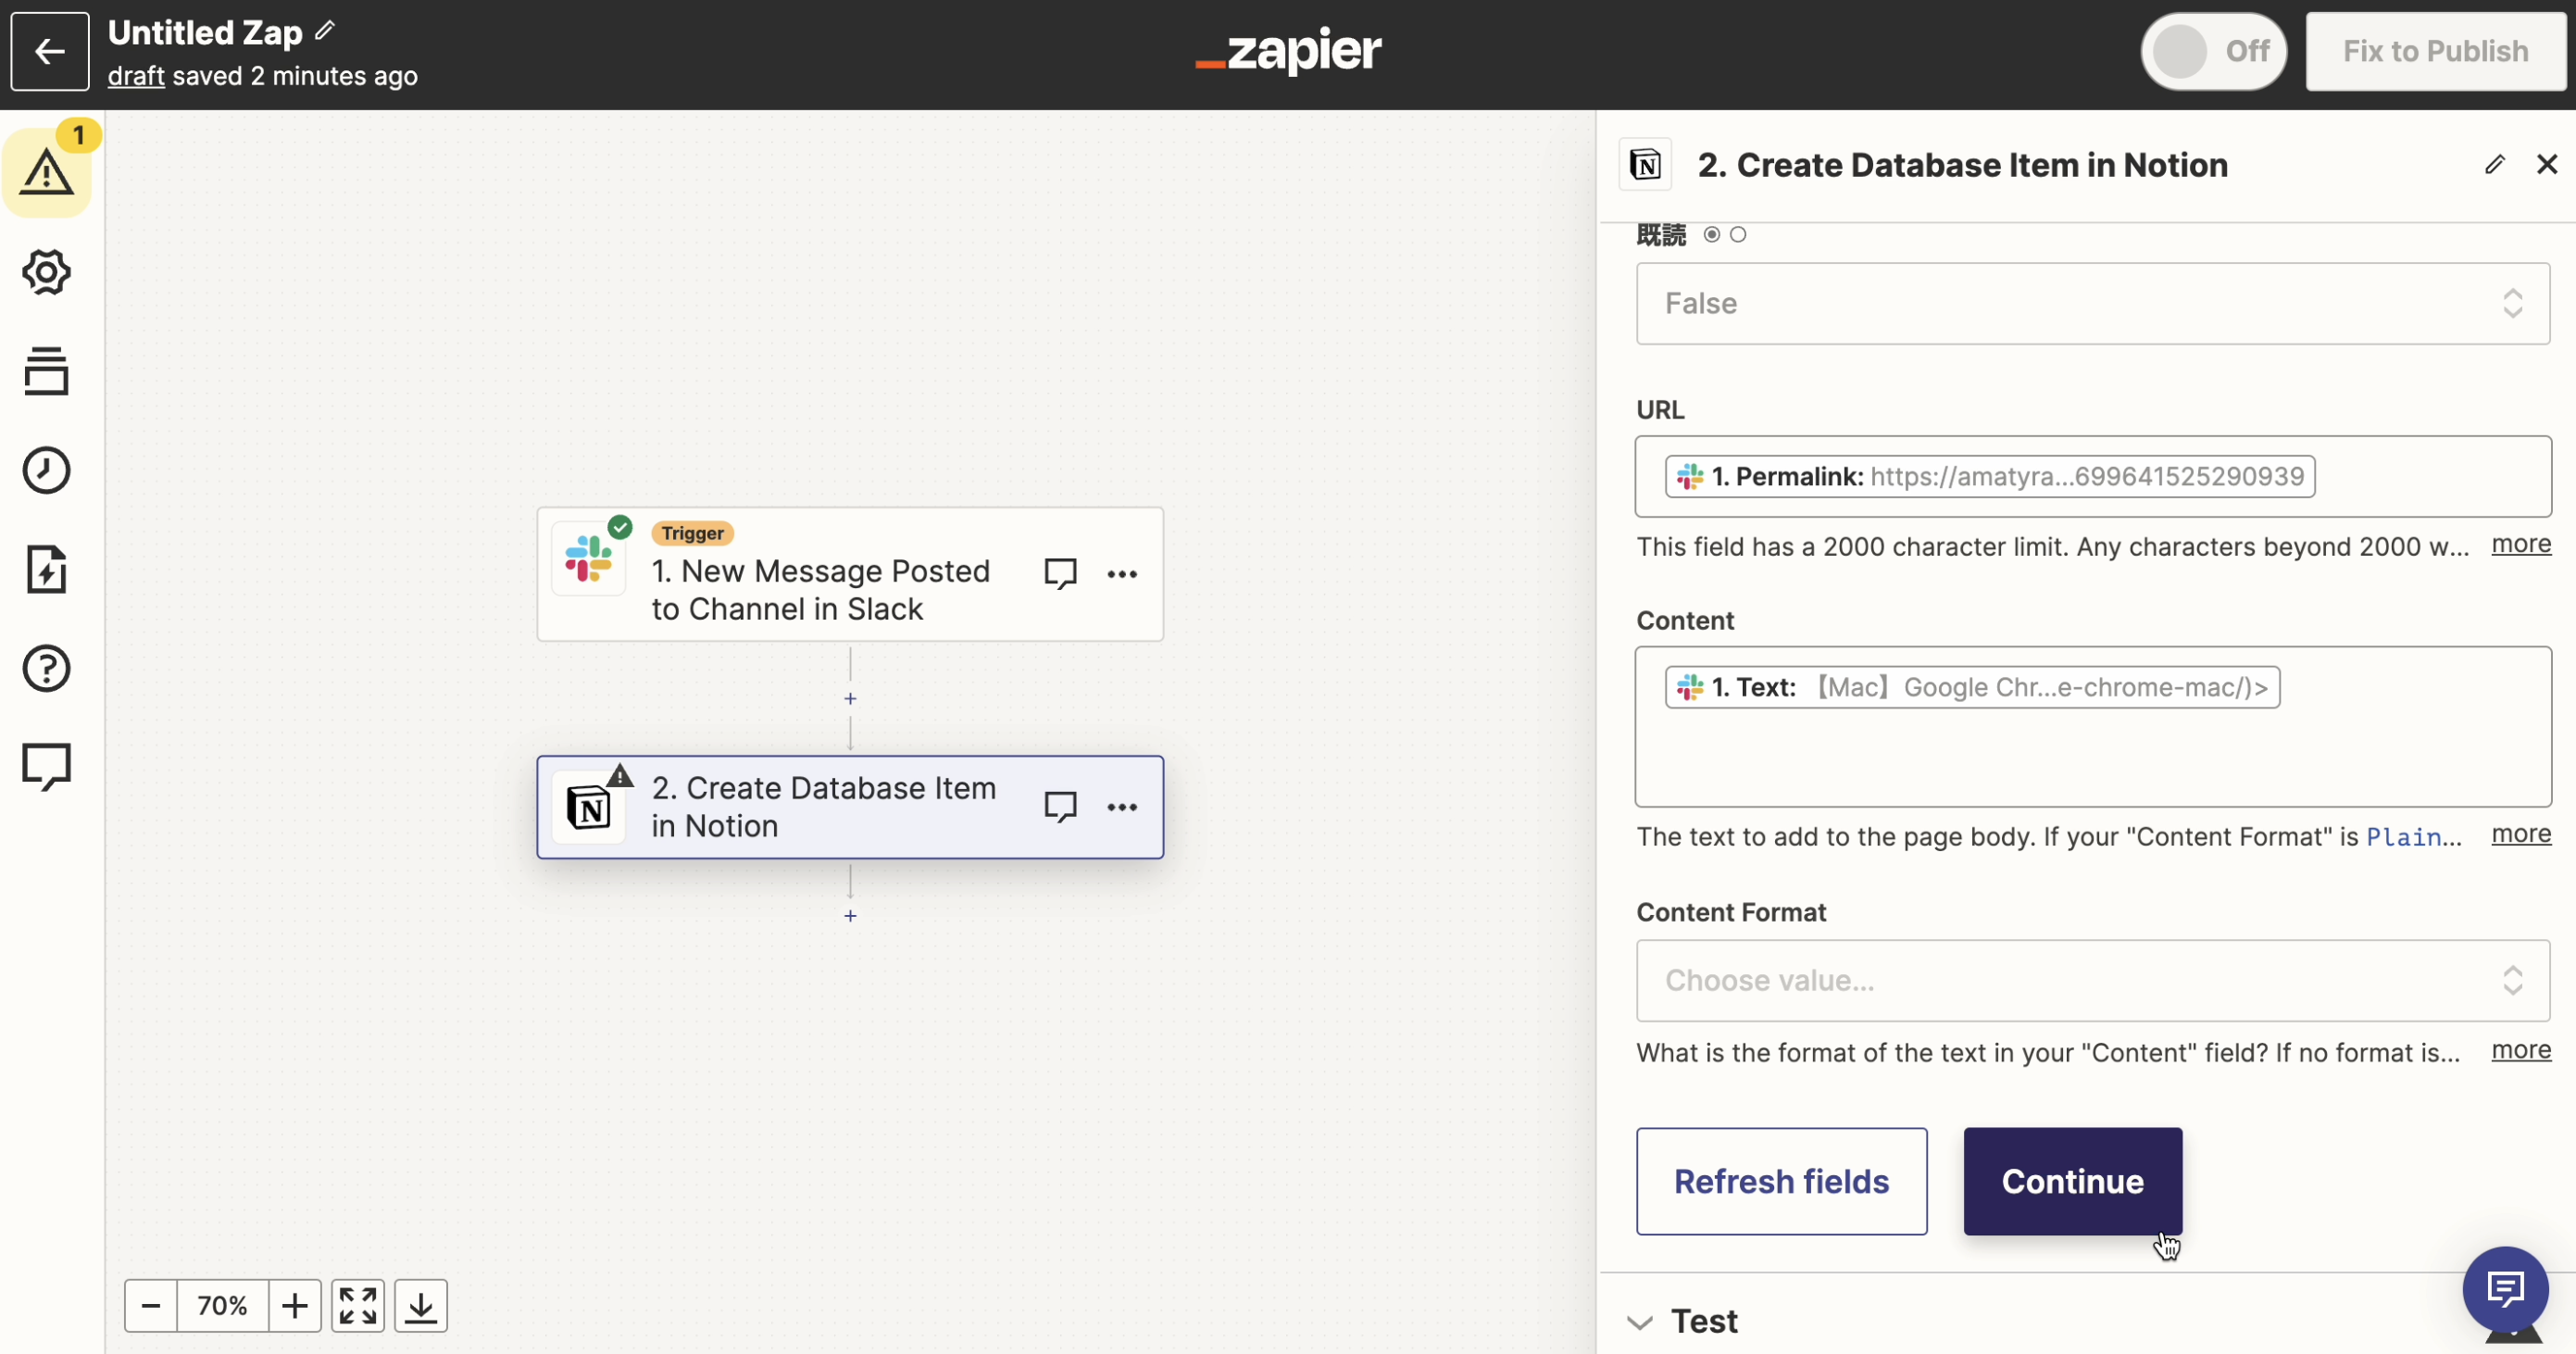 Untitled Zap
draft saved 2 minutes ago
zapier
Off
Fix to Publish
1
2. Create Database Item in Notion
既読
False
URL
1. Permalink: https://amatyra...699641525290939
This field has a 2000 character limit. Any characters beyond 2000 w... more
Content
1. Text: 【Mac】Google Chr...e-chrome-mac/)>
The text to add to the page body. If your "Content Format" is Plain... more
Content Format
Choose value...
What is the format of the text in your "Content" field? If no format is... more
Refresh fields
Continue
Test
Trigger
1. New Message Posted
to Channel in Slack
2. Create Database Item
in Notion
70%